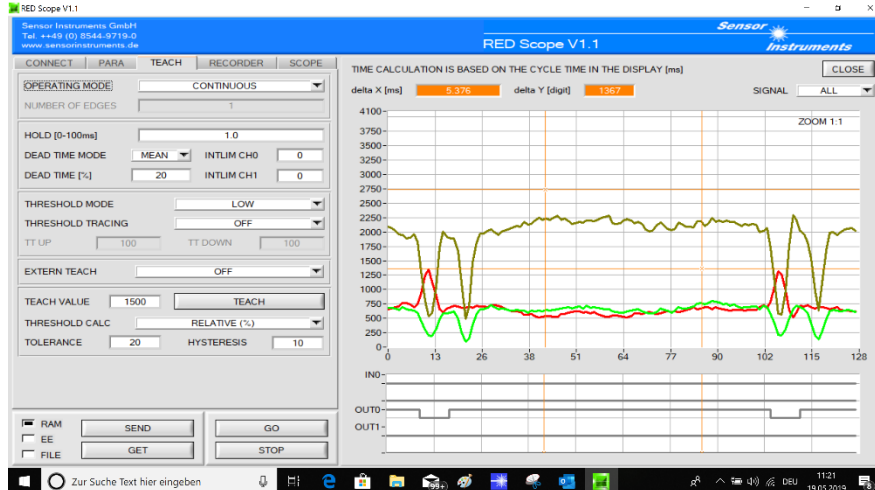 RED Scope V1.1
Sensor Instruments GmbH
Tel. ++49 (0) 8544-9719-0
www.sensorinstruments.de
RED Scope V1.1
Sensor
Instruments
CONNECT PARA TEACH RECORDER SCOPE
OPERATING MODE CONTINUOUS
NUMBER OF EDGES 1
HOLD [0-100ms] 1.0
DEAD TIME MODE MEAN INTLIM CH0 0
DEAD TIME [%] 20 INTLIM CH1 0
THRESHOLD MODE LOW
THRESHOLD TRACING OFF
TT UP 100 TT DOWN 100
EXTERN TEACH OFF
TEACH VALUE 1500 TEACH
THRESHOLD CALC RELATIVE (%)
TOLERANCE 20 HYSTERESIS 10
RAM
EE
FILE
SEND GO
GET STOP
TIME CALCULATION IS BASED ON THE CYCLE TIME IN THE DISPLAY [ms] CLOSE
delta X [ms] 5.376 delta Y [digit] 1367 SIGNAL ALL
ZOOM 1:1
4100
3750
3500
3250
3000
2750
2500
2250
2000
1750
1500
1250
1000
750
500
250
0
0 13 26 38 51 64 77 90 102 115 128
IN0
OUT0
OUT1
Zur Suche Text hier eingeben
99+
DEU
11:21
19.05.2019
8